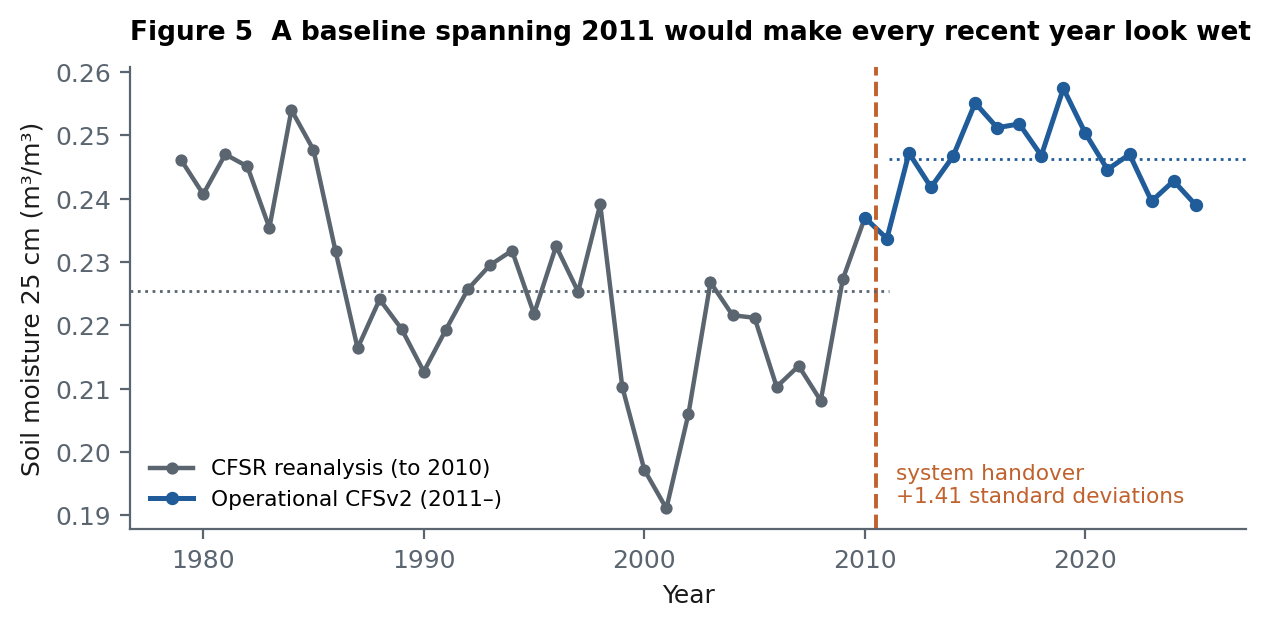 Figure 5  A baseline spanning 2011 would make every recent year look wet
0.26
0.25
0.24
0.23
0.22
0.21
0.20
0.19
Soil moisture 25 cm (m³/m³)
CFSR reanalysis (to 2010)
Operational CFSv2 (2011–)
system handover
+1.41 standard deviations
1980 1990 2000 2010 2020
Year